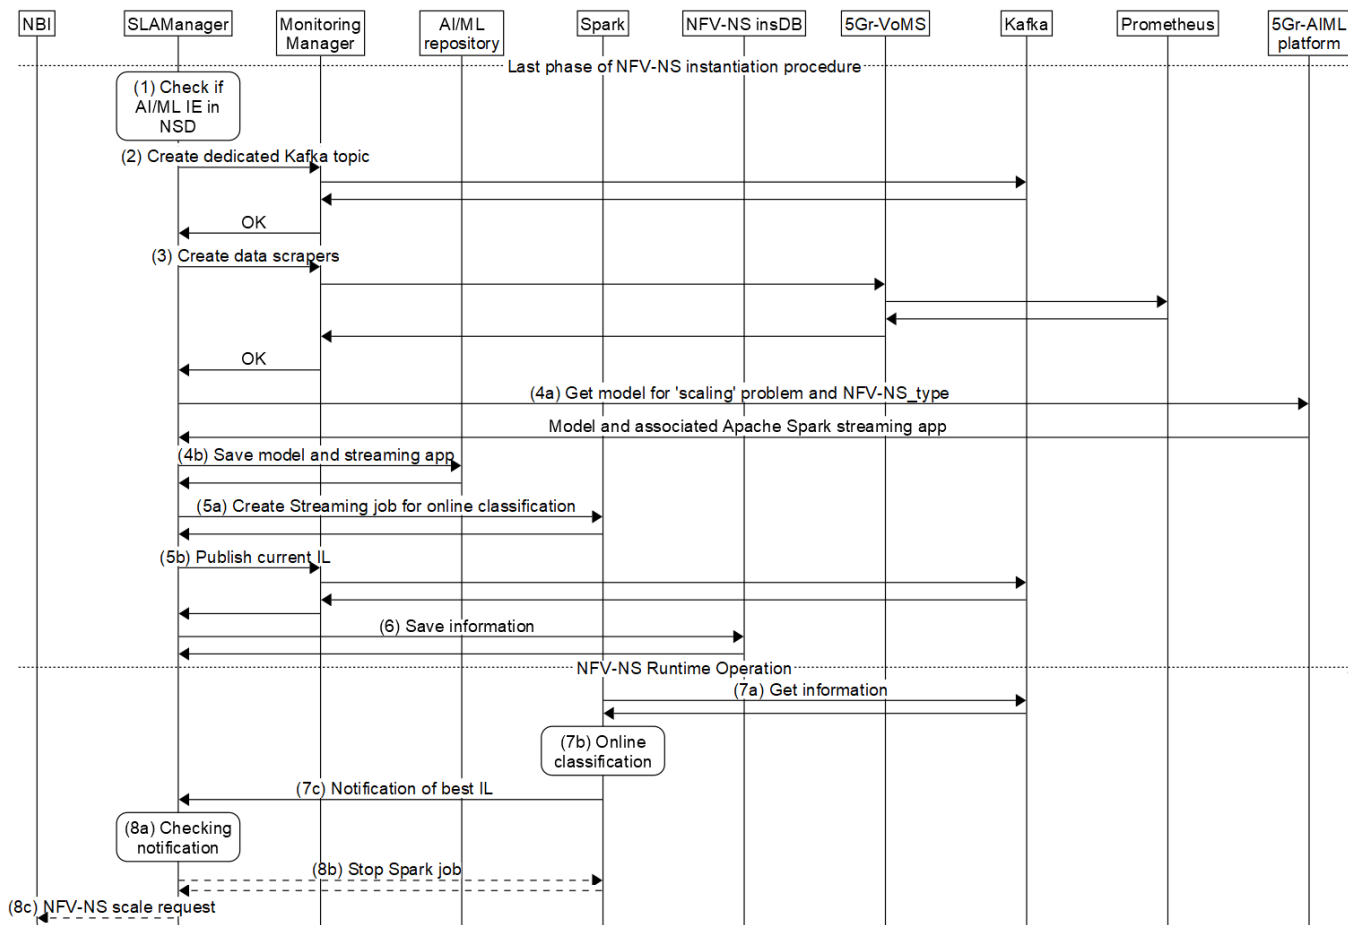 NBI
SLAManager
Monitoring
Manager
AI/ML
repository
Spark
NFV-NS insDB
5Gr-VoMS
Kafka
Prometheus
5Gr-AIML
platform
Last phase of NFV-NS instantiation procedure
(1) Check if
AI/ML IE in
NSD
(2) Create dedicated Kafka topic
OK
(3) Create data scrapers
OK
(4a) Get model for 'scaling' problem and NFV-NS_type
Model and associated Apache Spark streaming app
(4b) Save model and streaming app
(5a) Create Streaming job for online classification
(5b) Publish current IL
(6) Save information
NFV-NS Runtime Operation
(7a) Get information
(7b) Online
classification
(7c) Notification of best IL
(8a) Checking
notification
(8b) Stop Spark job
(8c) NFV-NS scale request